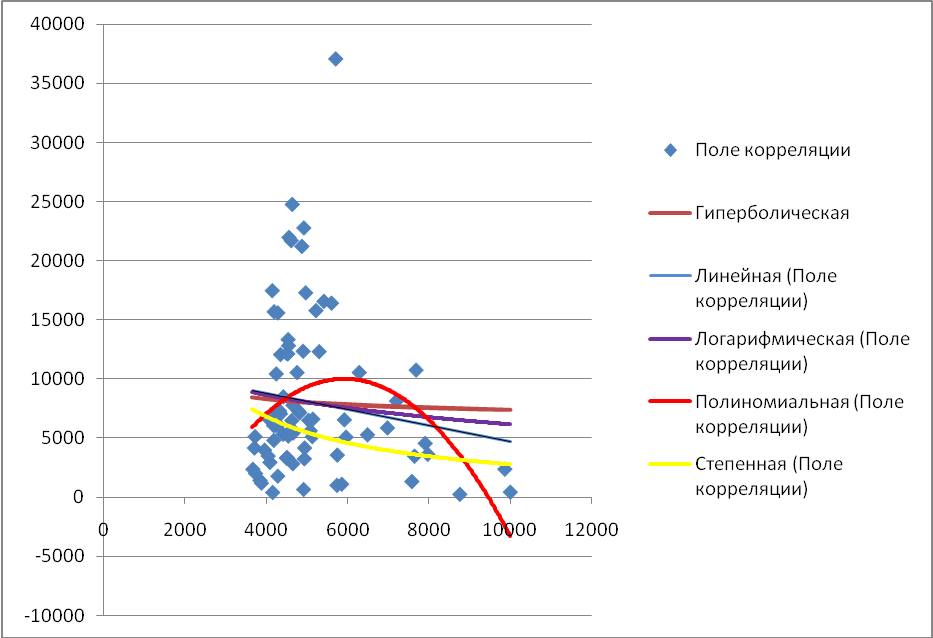 40000
35000
30000
25000
20000
15000
10000
5000
0
-5000
-10000
0 2000 4000 6000 8000 10000 12000
Поле корреляции
Гиперболическая
Линейная (Поле
корреляции)
Логарифмическая (Поле
корреляции)
Полиномиальная (Поле
корреляции)
Степенная (Поле
корреляции)